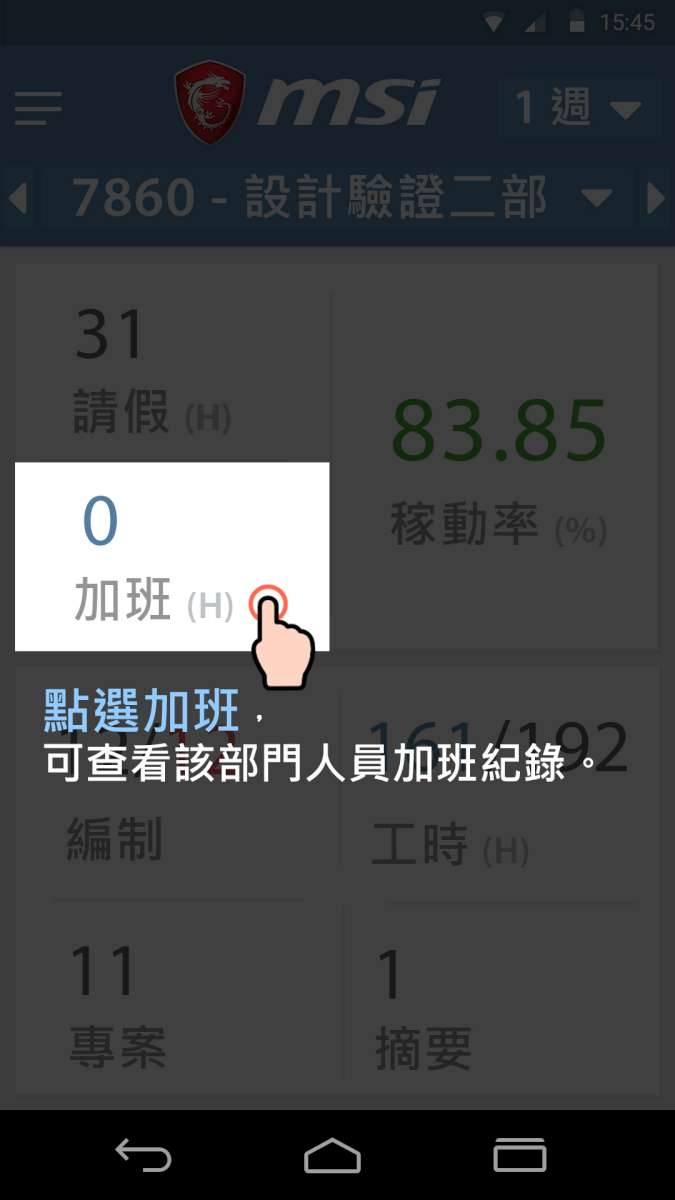 15:45
msi
1 週
7860 - 設計驗證二部
31
請假 (H)
83.85
稼動率 (%)
0
加班 (H)
點選加班，
12/12
161/192
可查看該部門人員加班紀錄。
編制
工時 (H)
11
專案
1
摘要